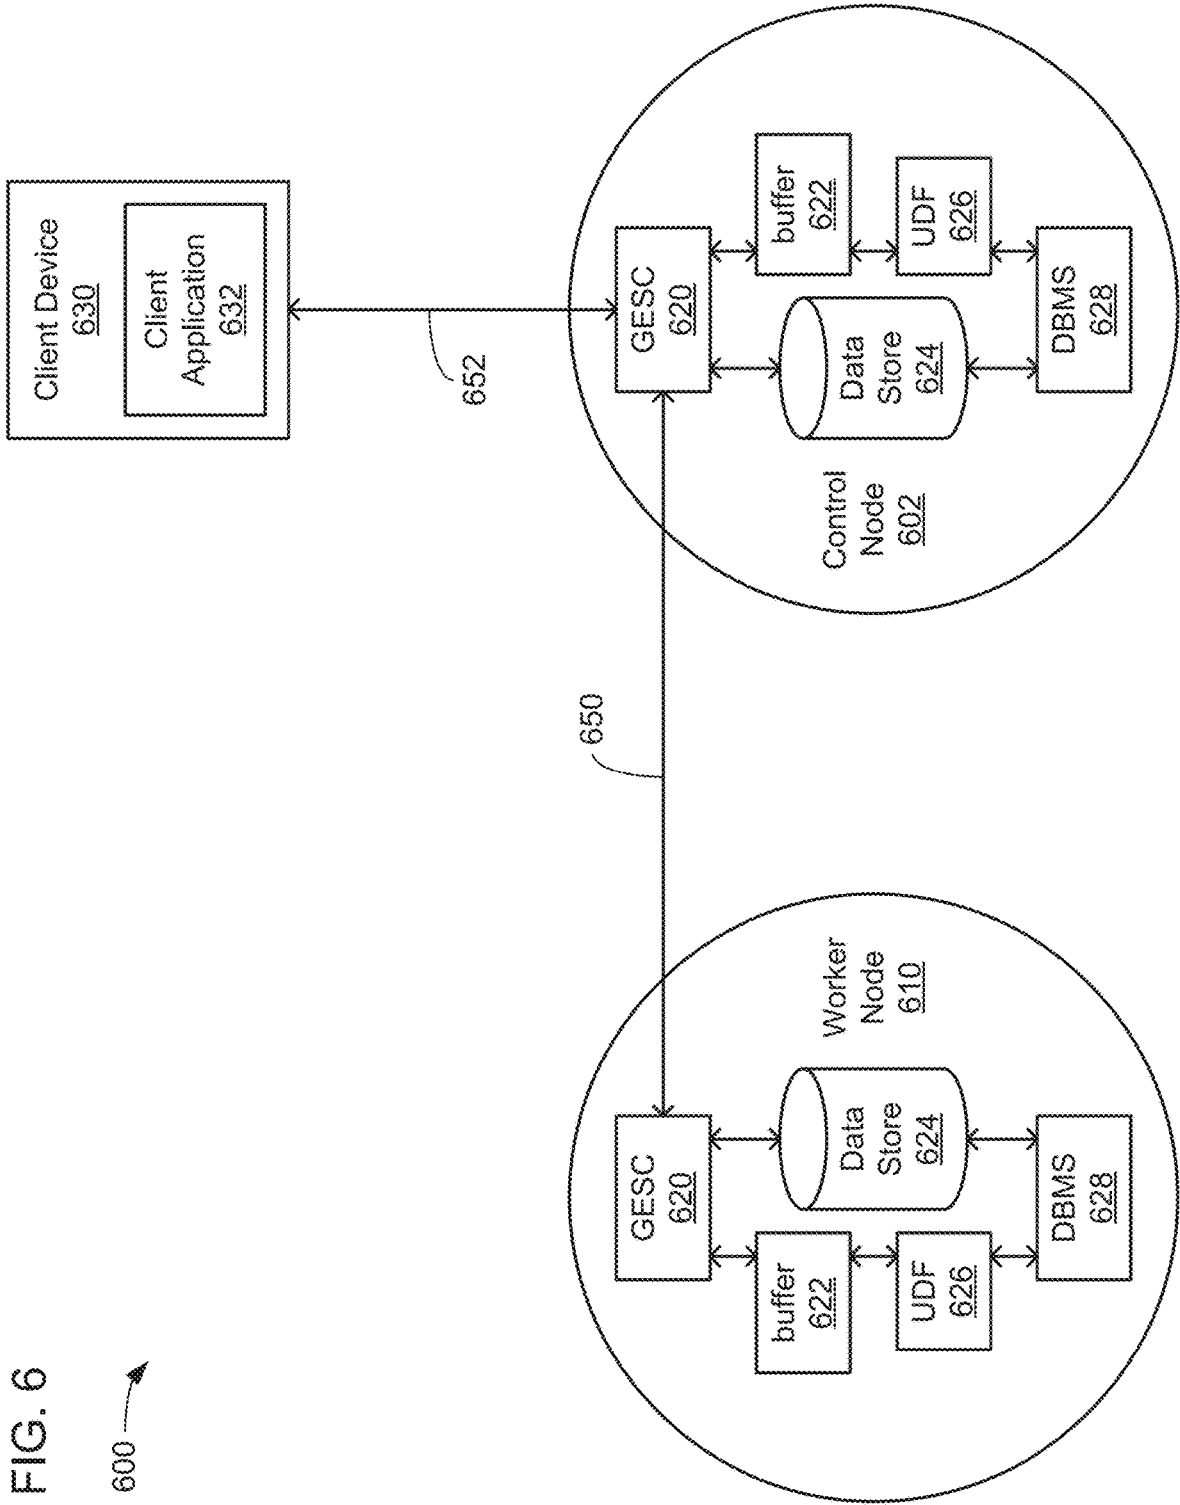 FIG. 6
600
Client Device
630
Client
Application
632
652
650
GESC
620
buffer
622
Data
Store
624
UDF
626
DBMS
628
Worker
Node
610
GESC
620
Data
Store
624
buffer
622
UDF
626
DBMS
628
Control
Node
602